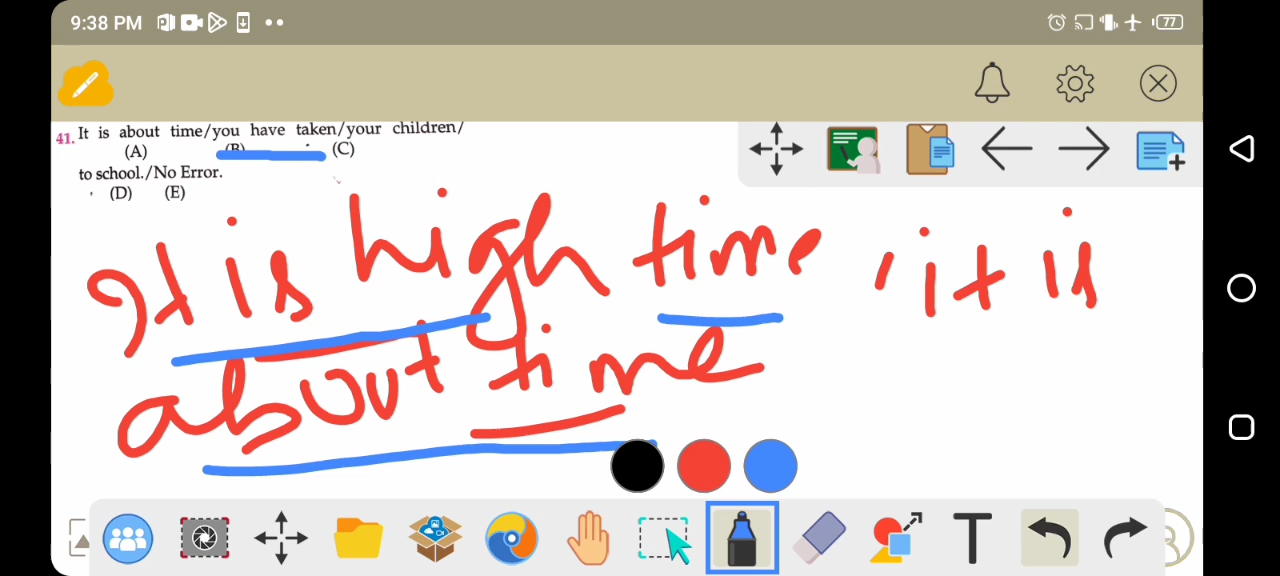 9:38 PM
77
41. It is about time/you have taken/your children/
(A) (B) (C)
to school./No Error.
(D) (E)
It is high time, it is
about time
T